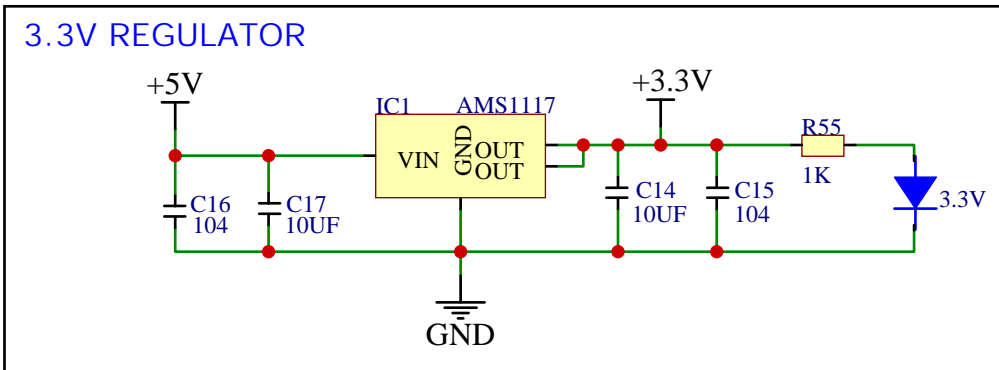 3.3V REGULATOR
+5V
+3.3V
IC1
AMS1117
VIN
GND
OUT
OUT
R55
1K
C16
104
C17
10UF
C14
10UF
C15
104
3.3V
GND